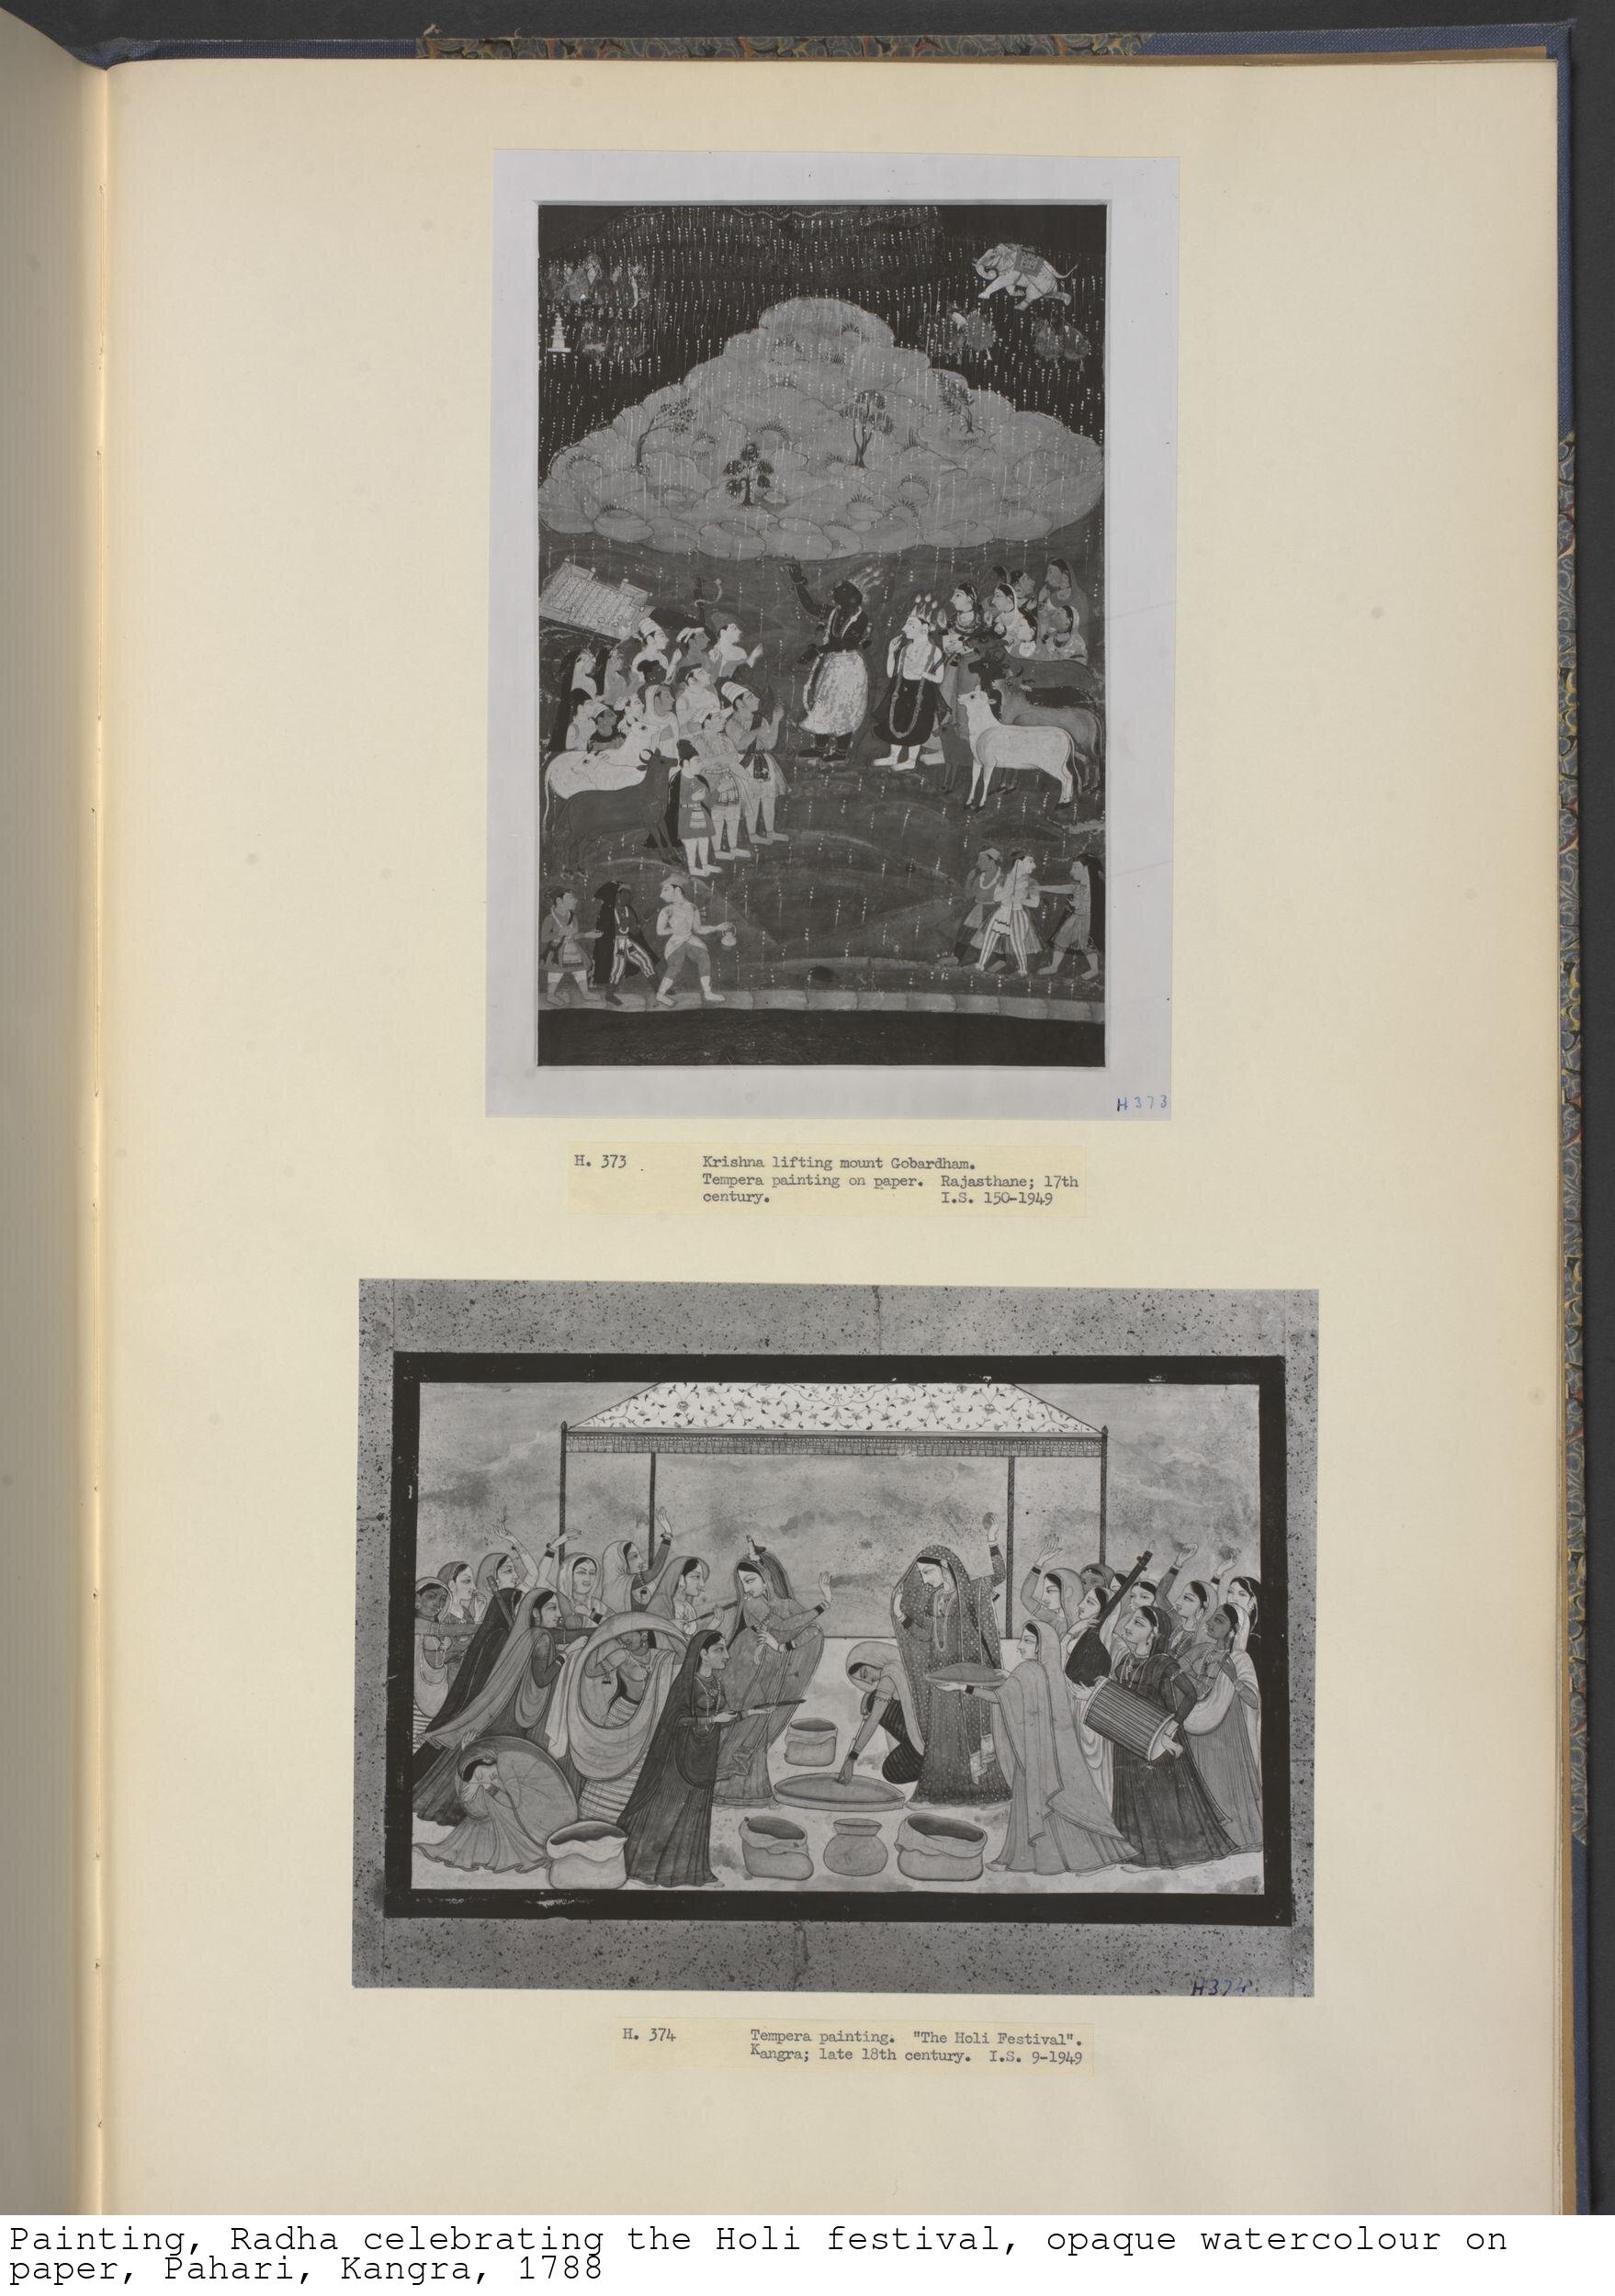 H 373
H. 373 Krishna lifting mount Gobardham.
Tempera painting on paper. Rajasthane; 17th
century. I.S. 150-1949
H374
H. 374 Tempera painting. "The Holi Festival".
Kangra; late 18th century. I.S. 9-1949
Painting, Radha celebrating the Holi festival, opaque watercolour on
paper, Pahari, Kangra, 1788